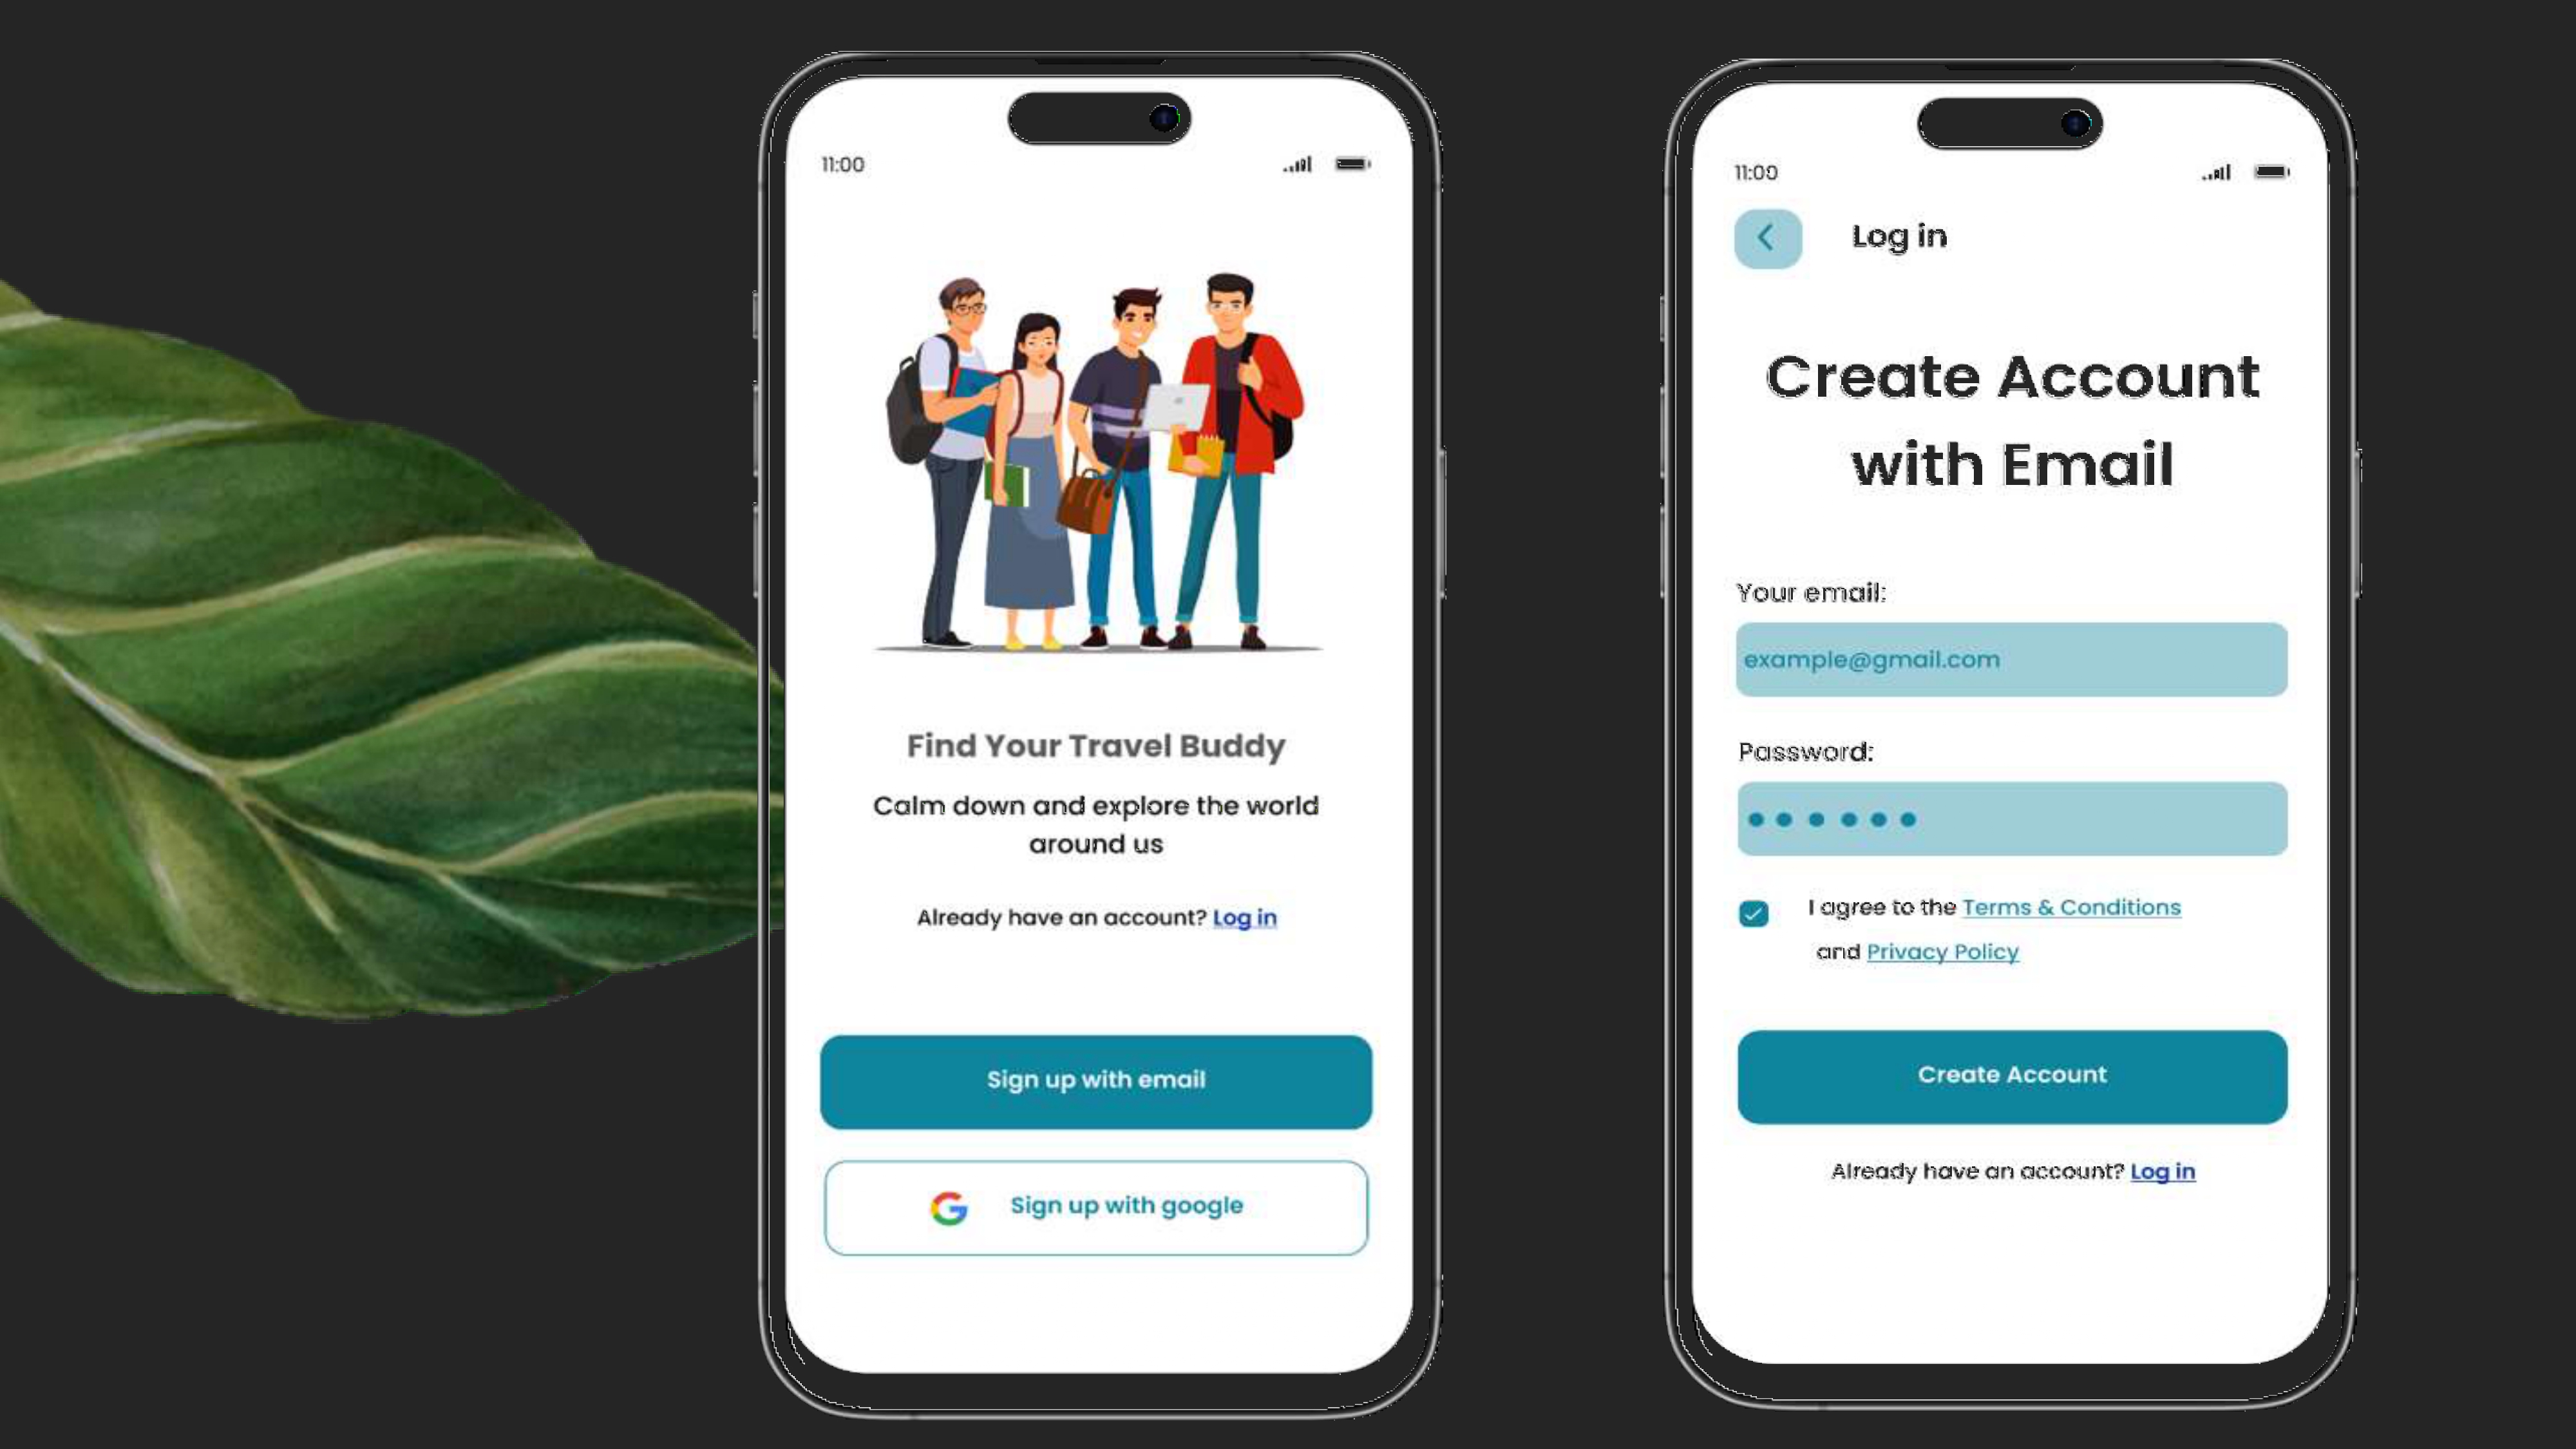 11:00
Find Your Travel Buddy
Calm down and explore the world
around us
Already have an account? Log in
Sign up with email
Sign up with google
11:00
Log in
Create Account
with Email
Your email:
example@gmail.com
Password:
I agree to the Terms & Conditions
and Privacy Policy
Create Account
Already have an account? Log in